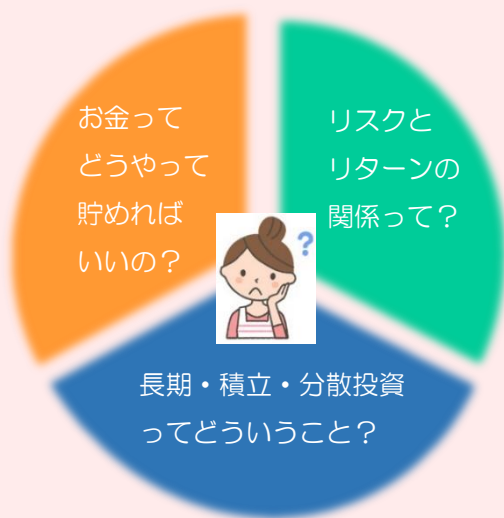 お金って
どうやって
貯めれば
いいの？
リスクと
リターンの
関係って？
?
長期・積立・分散投資
ってどういうこと？